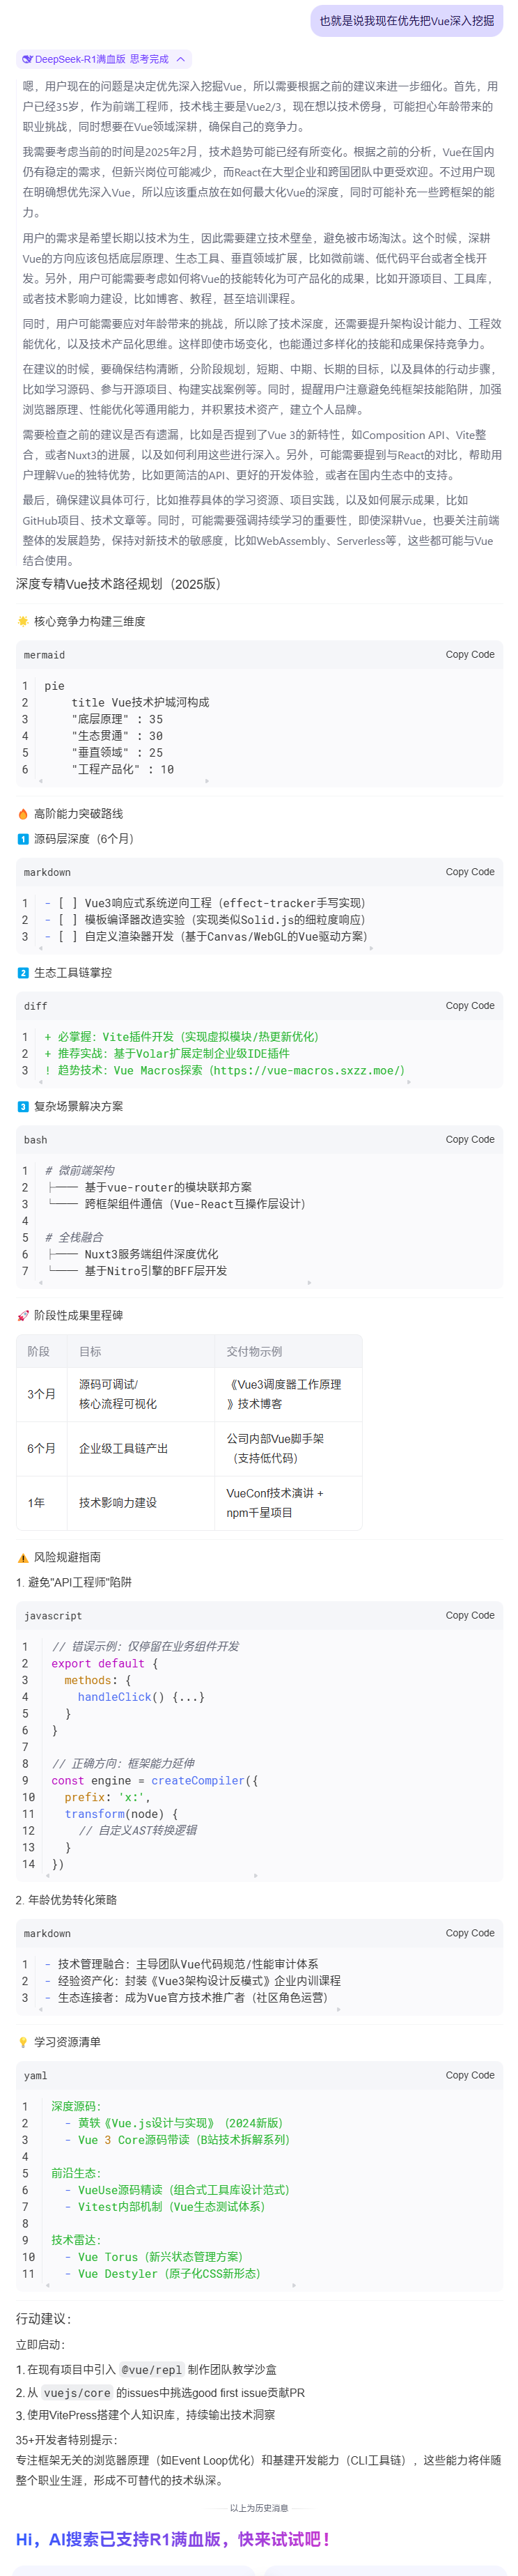 也就是说我现在优先把Vue深入挖掘
DeepSeek-R1满血版 思考完成
嗯，用户现在的问题是决定优先深入挖掘Vue，所以需要根据之前的建议来进一步细化。首先，用
户已经35岁，作为前端工程师，技术栈主要是Vue2/3，现在想以技术傍身，可能担心年龄带来的
职业挑战，同时想要在Vue领域深耕，确保自己的竞争力。
我需要考虑当前的时间是2025年2月，技术趋势可能已经有所变化。根据之前的分析，Vue在国内
仍有稳定的需求，但新兴岗位可能减少，而React在大型企业和跨国团队中更受欢迎。不过用户现
在明确想优先深入Vue，所以应该重点放在如何最大化Vue的深度，同时可能补充一些跨框架的能
力。
用户的需求是希望长期以技术为生，因此需要建立技术壁垒，避免被市场淘汰。这个时候，深耕
Vue的方向应该包括底层原理、生态工具、垂直领域扩展，比如微前端、低代码平台或者全栈开
发。另外，用户可能需要考虑如何将Vue的技能转化为可产品化的成果，比如开源项目、工具库，
或者技术影响力建设，比如博客、教程，甚至培训课程。
同时，用户可能需要应对年龄带来的挑战，所以除了技术深度，还需要提升架构设计能力、工程效
能优化，以及技术产品化思维。这样即使市场变化，也能通过多样化的技能和成果保持竞争力。
在建议的时候，要确保结构清晰，分阶段规划，短期、中期、长期的目标，以及具体的行动步骤，
比如学习源码、参与开源项目、构建实战案例等。同时，提醒用户注意避免纯框架技能陷阱，加强
浏览器原理、性能优化等通用能力，并积累技术资产，建立个人品牌。
需要检查之前的建议是否有遗漏，比如是否提到了Vue 3的新特性，如Composition API、Vite整
合，或者Nuxt3的进展，以及如何利用这些进行深入。另外，可能需要提到与React的对比，帮助用
户理解Vue的独特优势，比如更简洁的API、更好的开发体验，或者在国内生态中的支持。
最后，确保建议具体可行，比如推荐具体的学习资源、项目实践，以及如何展示成果，比如
GitHub项目、技术文章等。同时，可能需要强调持续学习的重要性，即使深耕Vue，也要关注前端
整体的发展趋势，保持对新技术的敏感度，比如WebAssembly、Serverless等，这些都可能与Vue
结合使用。
深度专精Vue技术路径规划（2025版）
🌟 核心竞争力构建三维度
mermaid Copy Code
1 pie
2 title Vue技术护城河构成
3 "底层原理" : 35
4 "生态贯通" : 30
5 "垂直领域" : 25
6 "工程产品化" : 10
🔥 高阶能力突破路线
1️⃣ 源码层深度（6个月）
markdown Copy Code
1 - [ ] Vue3响应式系统逆向工程（effect-tracker手写实现）
2 - [ ] 模板编译器改造实验（实现类似Solid.js的细粒度响应）
3 - [ ] 自定义渲染器开发（基于Canvas/WebGL的Vue驱动方案）
2️⃣ 生态工具链掌控
diff Copy Code
1 + 必掌握：Vite插件开发（实现虚拟模块/热更新优化）
2 + 推荐实战：基于Volar扩展定制企业级IDE插件
3 ! 趋势技术：Vue Macros探索（https://vue-macros.sxzz.moe/）
3️⃣ 复杂场景解决方案
bash Copy Code
1 # 微前端架构
2 ├── 基于vue-router的模块联邦方案
3 └── 跨框架组件通信（Vue-React互操作层设计）
4
5 # 全栈融合
6 ├── Nuxt3服务端组件深度优化
7 └── 基于Nitro引擎的BFF层开发
🚀 阶段性成果里程碑
阶段 目标 交付物示例
3个月 源码可调试/ 《Vue3调度器工作原理
核心流程可视化 》技术博客
6个月 企业级工具链产出 公司内部Vue脚手架
（支持低代码）
1年 技术影响力建设 VueConf技术演讲 +
npm千星项目
⚠️ 风险规避指南
1. 避免"API工程师"陷阱
javascript Copy Code
1 // 错误示例：仅停留在业务组件开发
2 export default {
3 methods: {
4 handleClick() {...}
5 }
6 }
7
8 // 正确方向：框架能力延伸
9 const engine = createCompiler({
10 prefix: 'x:',
11 transform(node) {
12 // 自定义AST转换逻辑
13 }
14 })
2. 年龄优势转化策略
markdown Copy Code
1 - 技术管理融合：主导团队Vue代码规范/性能审计体系
2 - 经验资产化：封装《Vue3架构设计反模式》企业内训课程
3 - 生态连接者：成为Vue官方技术推广者（社区角色运营）
💡 学习资源清单
yaml Copy Code
1 深度源码：
2 - 黄轶《Vue.js设计与实现》（2024新版）
3 - Vue 3 Core源码带读（B站技术拆解系列）
4
5 前沿生态：
6 - VueUse源码精读（组合式工具库设计范式）
7 - Vitest内部机制（Vue生态测试体系）
8
9 技术雷达：
10 - Vue Torus（新兴状态管理方案）
11 - Vue Destyler（原子化CSS新形态）
行动建议：
立即启动：
1. 在现有项目中引入 @vue/repl 制作团队教学沙盒
2. 从 vuejs/core 的issues中挑选good first issue贡献PR
3. 使用VitePress搭建个人知识库，持续输出技术洞察
35+开发者特别提示：
专注框架无关的浏览器原理（如Event Loop优化）和基建开发能力（CLI工具链），这些能力将伴随
整个职业生涯，形成不可替代的技术纵深。
以上为历史消息
Hi，AI搜索已支持R1满血版，快来试试吧！